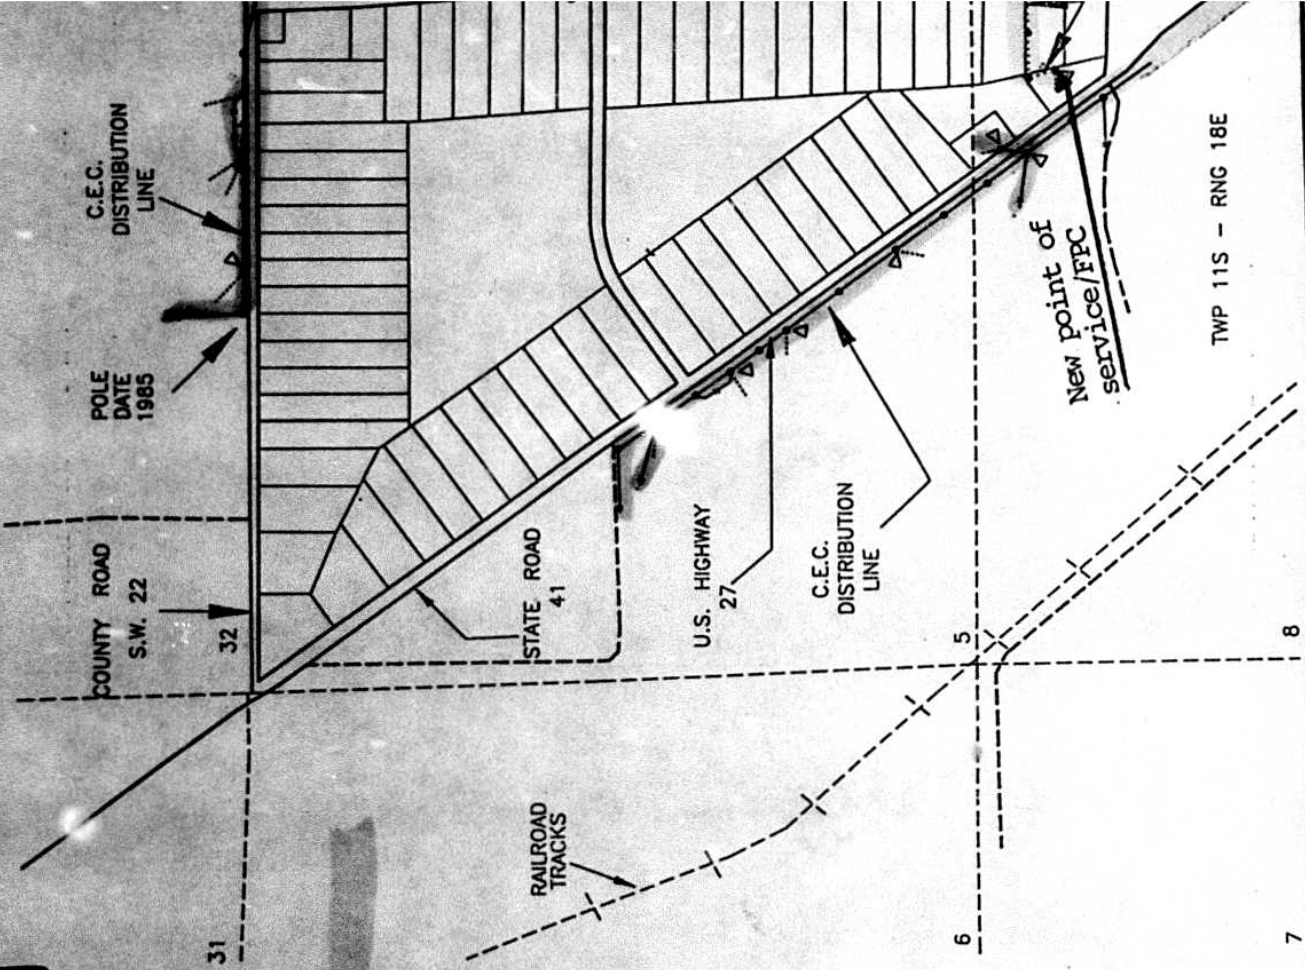 C.E.C.
DISTRIBUTION
LINE
POLE
DATE
1985
COUNTY ROAD
S.W. 22
32
31
STATE ROAD
41
U.S. HIGHWAY
27
C.E.C.
DISTRIBUTION
LINE
RAILROAD
TRACKS
5
6
New point of
service/FPC
TWP 11S - RNG 18E
8
7